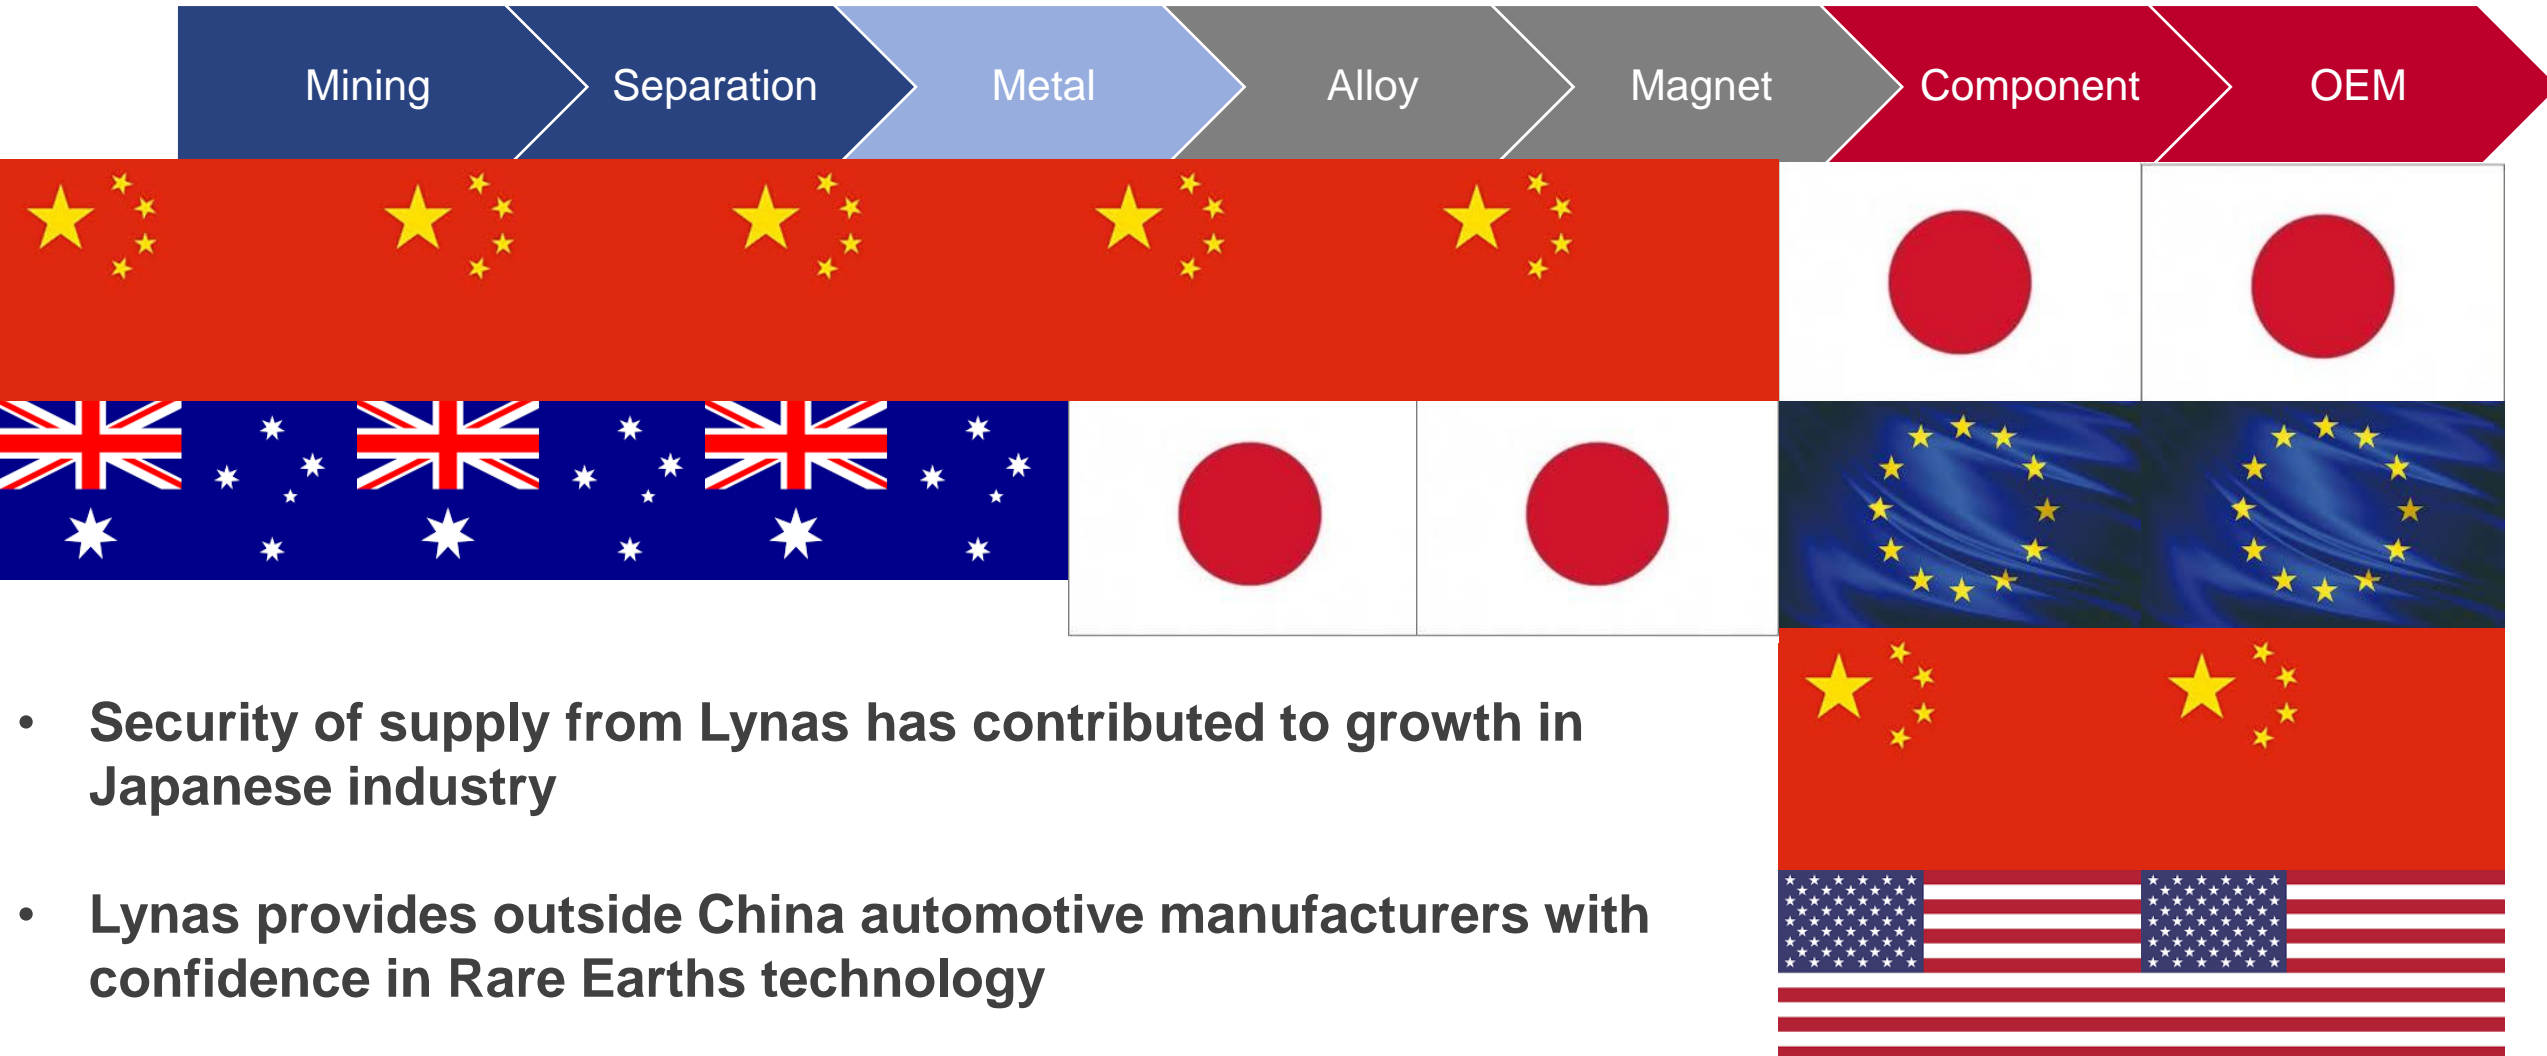 Mining Separation Metal Alloy Magnet Component OEM
• Security of supply from Lynas has contributed to growth in
Japanese industry
• Lynas provides outside China automotive manufacturers with
confidence in Rare Earths technology